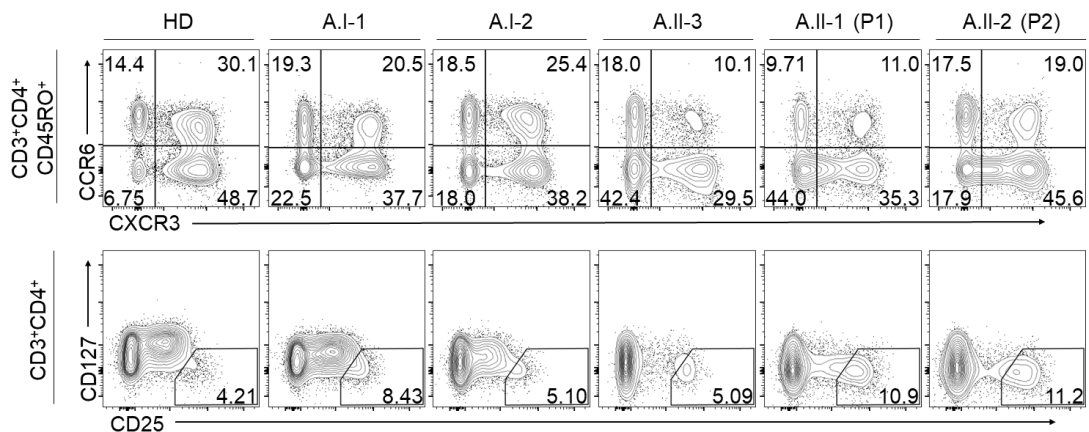 HD A.I-1 A.I-2 A.II-3 A.II-1 (P1) A.II-2 (P2)
CD3+CD4+
CD45RO+
CCR6
14.4 30.1 19.3 20.5 18.5 25.4 18.0 10.1 9.71 11.0 17.5 19.0
6.75 48.7 22.5 37.7 18.0 38.2 42.4 29.5 44.0 35.3 17.9 45.6
CXCR3
CD3+CD4+
CD127
4.21 8.43 5.10 5.09 10.9 11.2
CD25